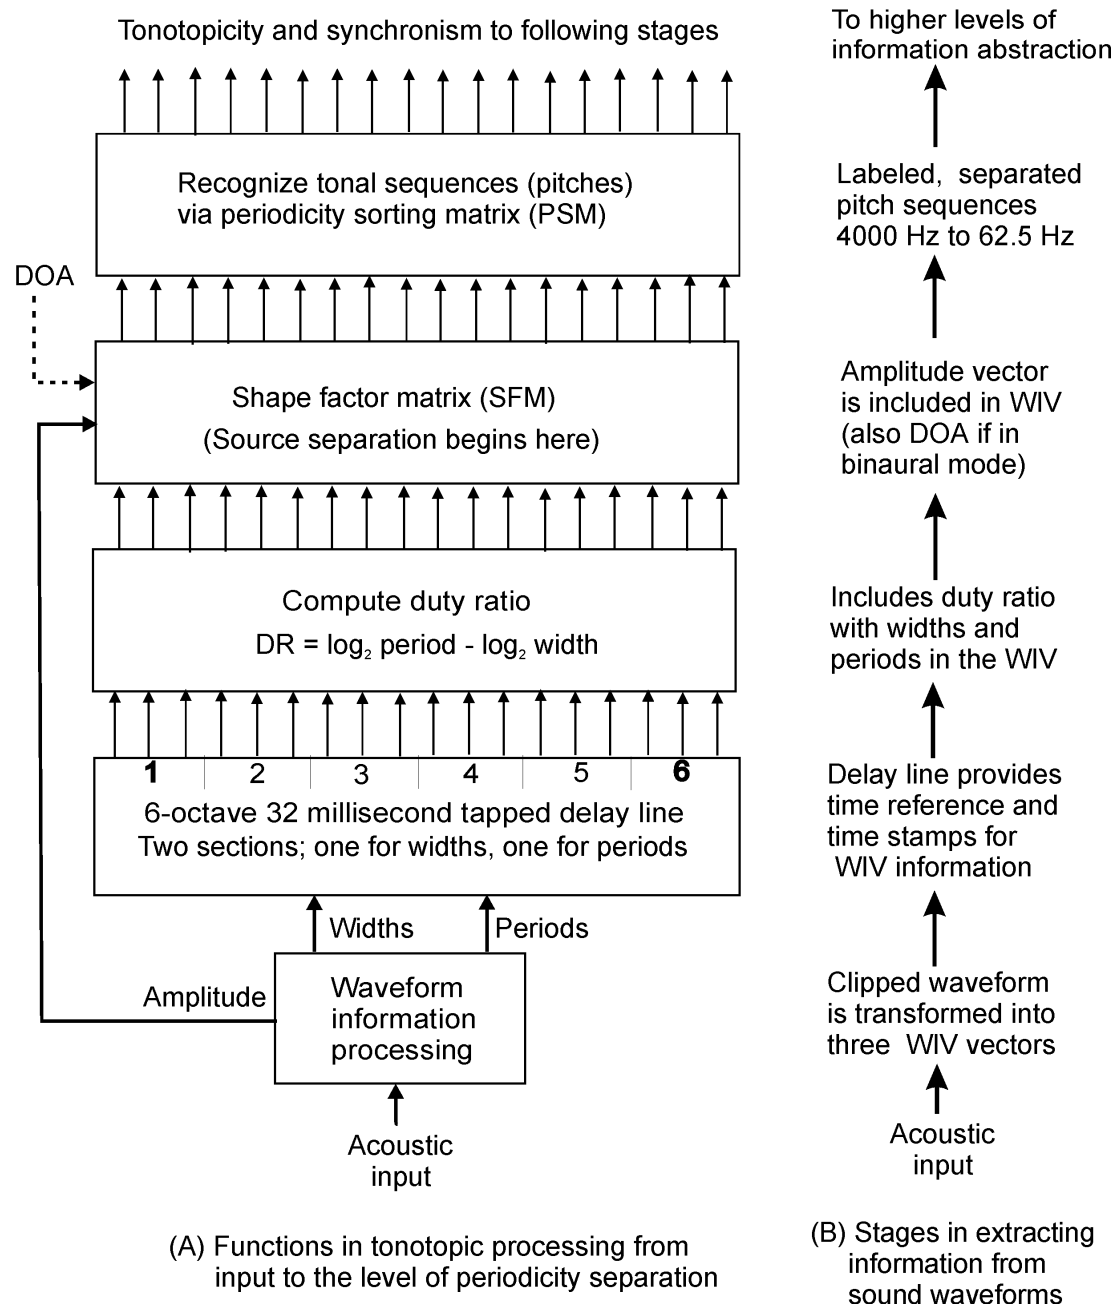 Tonotopicity and synchronism to following stages
Recognize tonal sequences (pitches)
via periodicity sorting matrix (PSM)
DOA
Shape factor matrix (SFM)
(Source separation begins here)
Compute duty ratio
DR = log₂ period - log₂ width
1 2 3 4 5 6
6-octave 32 millisecond tapped delay line
Two sections; one for widths, one for periods
Widths
Periods
Amplitude
Waveform
information
processing
Acoustic
input
(A) Functions in tonotopic processing from
input to the level of periodicity separation
To higher levels of
information abstraction
Labeled, separated
pitch sequences
4000 Hz to 62.5 Hz
Amplitude vector
is included in WIV
(also DOA if in
binaural mode)
Includes duty ratio
with widths and
periods in the WIV
Delay line provides
time reference and
time stamps for
WIV information
Clipped waveform
is transformed into
three WIV vectors
Acoustic
input
(B) Stages in extracting
information from
sound waveforms